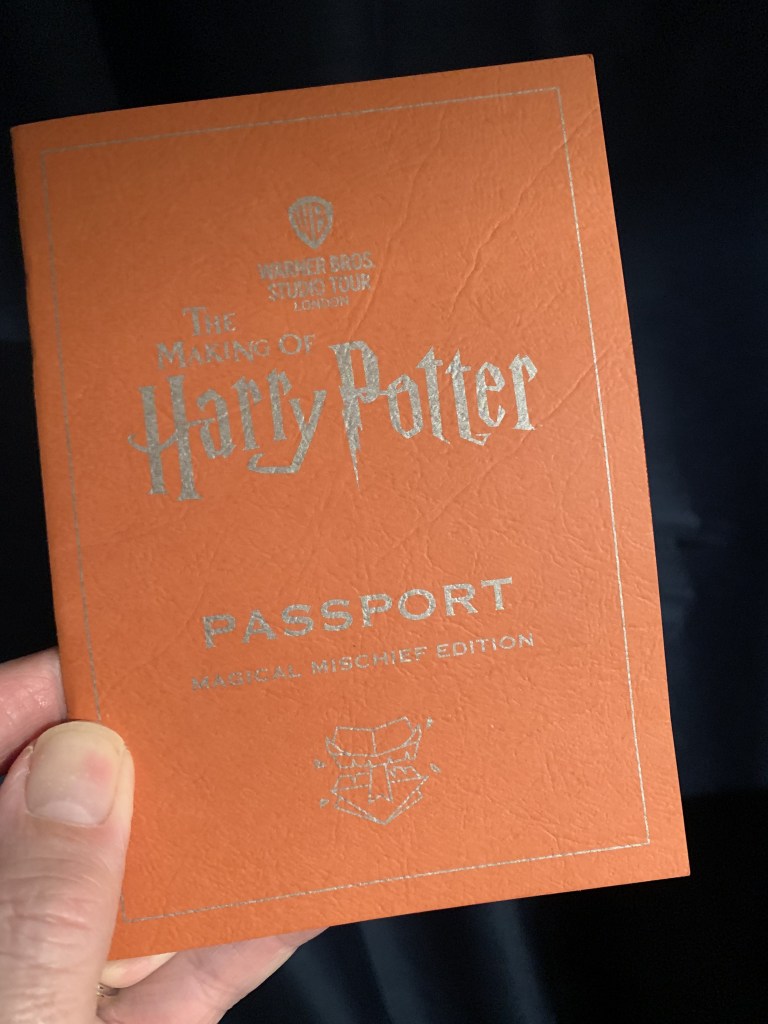 WB
WARNER BROS.
STUDIO TOUR
LONDON
THE
MAKING OF
Harry Potter
PASSPORT
MAGICAL MISCHIEF EDITION